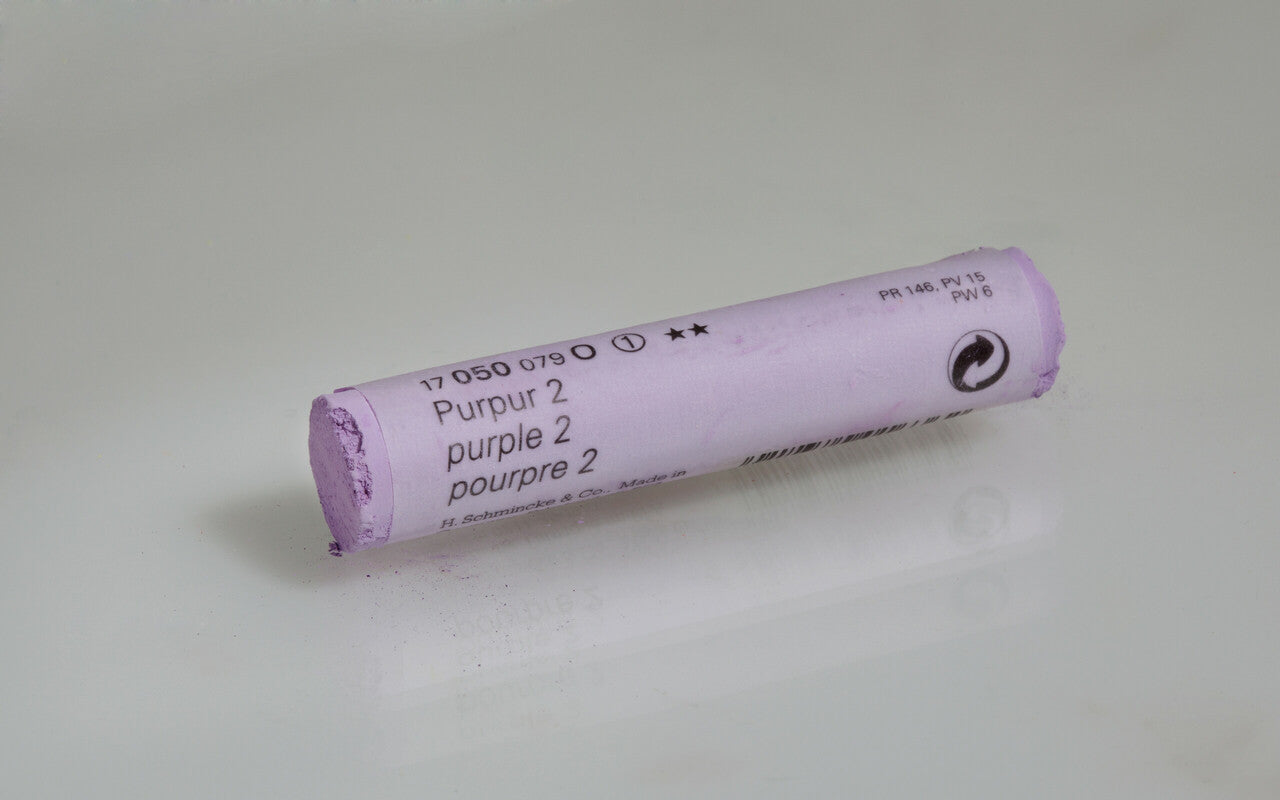 17 050 079 O ① ★★
Purpur 2
purple 2
pourpre 2
H. Schmincke & Co., Made in
PR 146, PV 15
PW 6